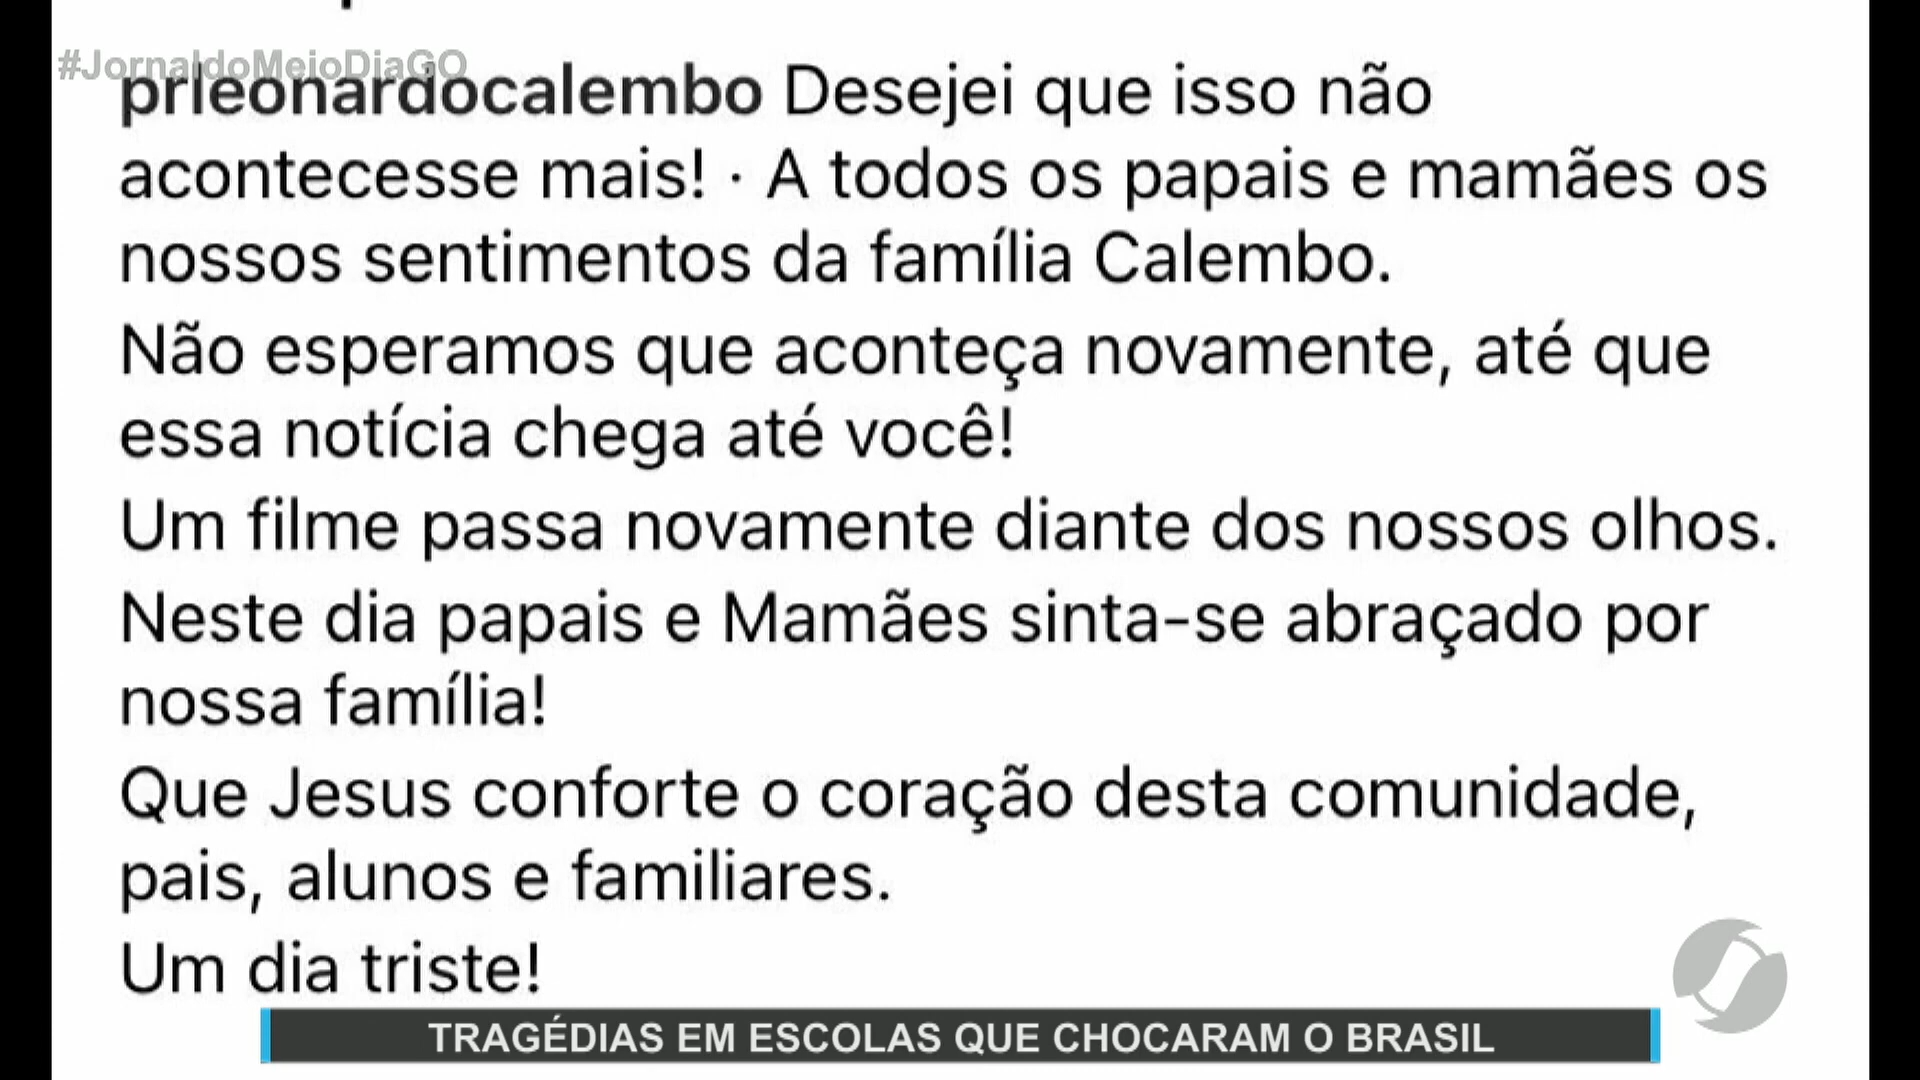 #JornaldoMeioDiaGO
prleonardocalembo Desejei que isso não
acontecesse mais! · A todos os papais e mamães os
nossos sentimentos da família Calembo.
Não esperamos que aconteça novamente, até que
essa notícia chega até você!
Um filme passa novamente diante dos nossos olhos.
Neste dia papais e Mamães sinta-se abraçado por
nossa família!
Que Jesus conforte o coração desta comunidade,
pais, alunos e familiares.
Um dia triste!
TRAGÉDIAS EM ESCOLAS QUE CHOCARAM O BRASIL